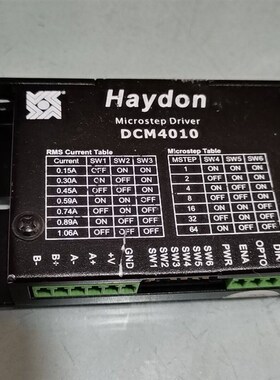 Haydon
Microstep Driver
DCM4010
RMS Current Table
Current SW1 SW2 SW3
0.15A OFF ON ON
0.30A ON OFF ON
0.45A OFF OFF ON
0.59A ON ON OFF
0.74A OFF ON OFF
0.89A ON OFF OFF
1.06A OFF OFF OFF
Microstep Table
MSTEP SW4 SW5 SW6
1 ON ON ON
2 OFF ON ON
4 ON OFF ON
8 OFF OFF ON
16 ON ON OFF
32 OFF ON OFF
64 ON OFF OFF
B-
B+
A-
A+
+V
GND
SW1
SW2
SW3
SW4
SW5
SW6
PWR
ENA
OPTO